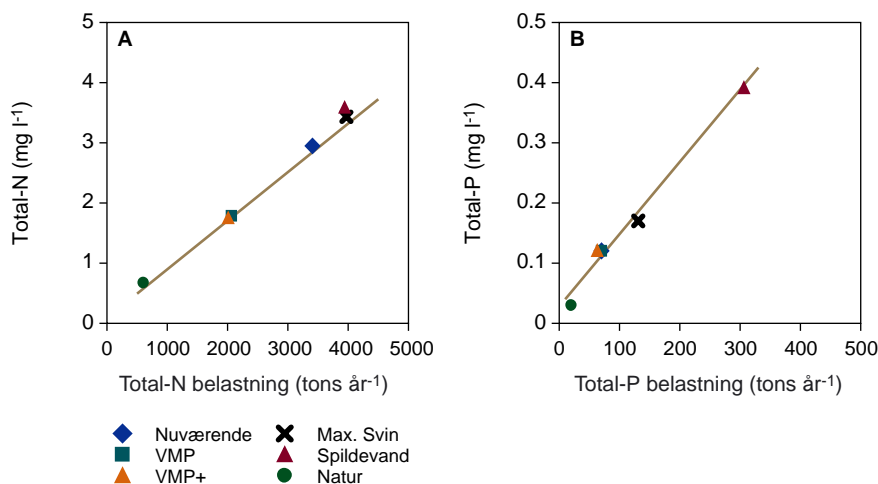 A
Total-N (mg l-1)
5
4
3
2
1
0
0 1000 2000 3000 4000 5000
Total-N belastning (tons år-1)
B
Total-P (mg l-1)
0.5
0.4
0.3
0.2
0.1
0
0 100 200 300 400 500
Total-P belastning (tons år-1)
Nuværende
VMP
VMP+
Max. Svin
Spildevand
Natur